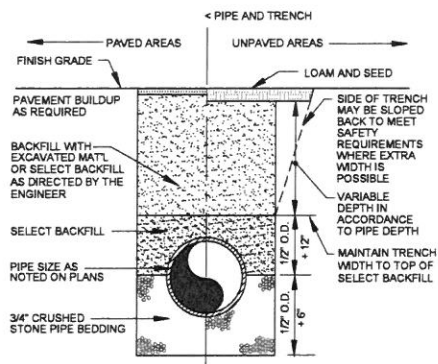 < PIPE AND TRENCH
PAVED AREAS
UNPAVED AREAS
FINISH GRADE
LOAM AND SEED
PAVEMENT BUILDUP
AS REQUIRED
BACKFILL WITH
EXCAVATED MAT'L
OR SELECT BACKFILL
AS DIRECTED BY THE
ENGINEER
SELECT BACKFILL
PIPE SIZE AS
NOTED ON PLANS
3/4" CRUSHED
STONE PIPE BEDDING
SIDE OF TRENCH
MAY BE SLOPED
BACK TO MEET
SAFETY
REQUIREMENTS
WHERE EXTRA
WIDTH IS
POSSIBLE
VARIABLE
DEPTH IN
ACCORDANCE
TO PIPE DEPTH
MAINTAIN TRENCH
WIDTH TO TOP OF
SELECT BACKFILL
1/2" O.D.
+ 12"
1/2" O.D.
+ 6"